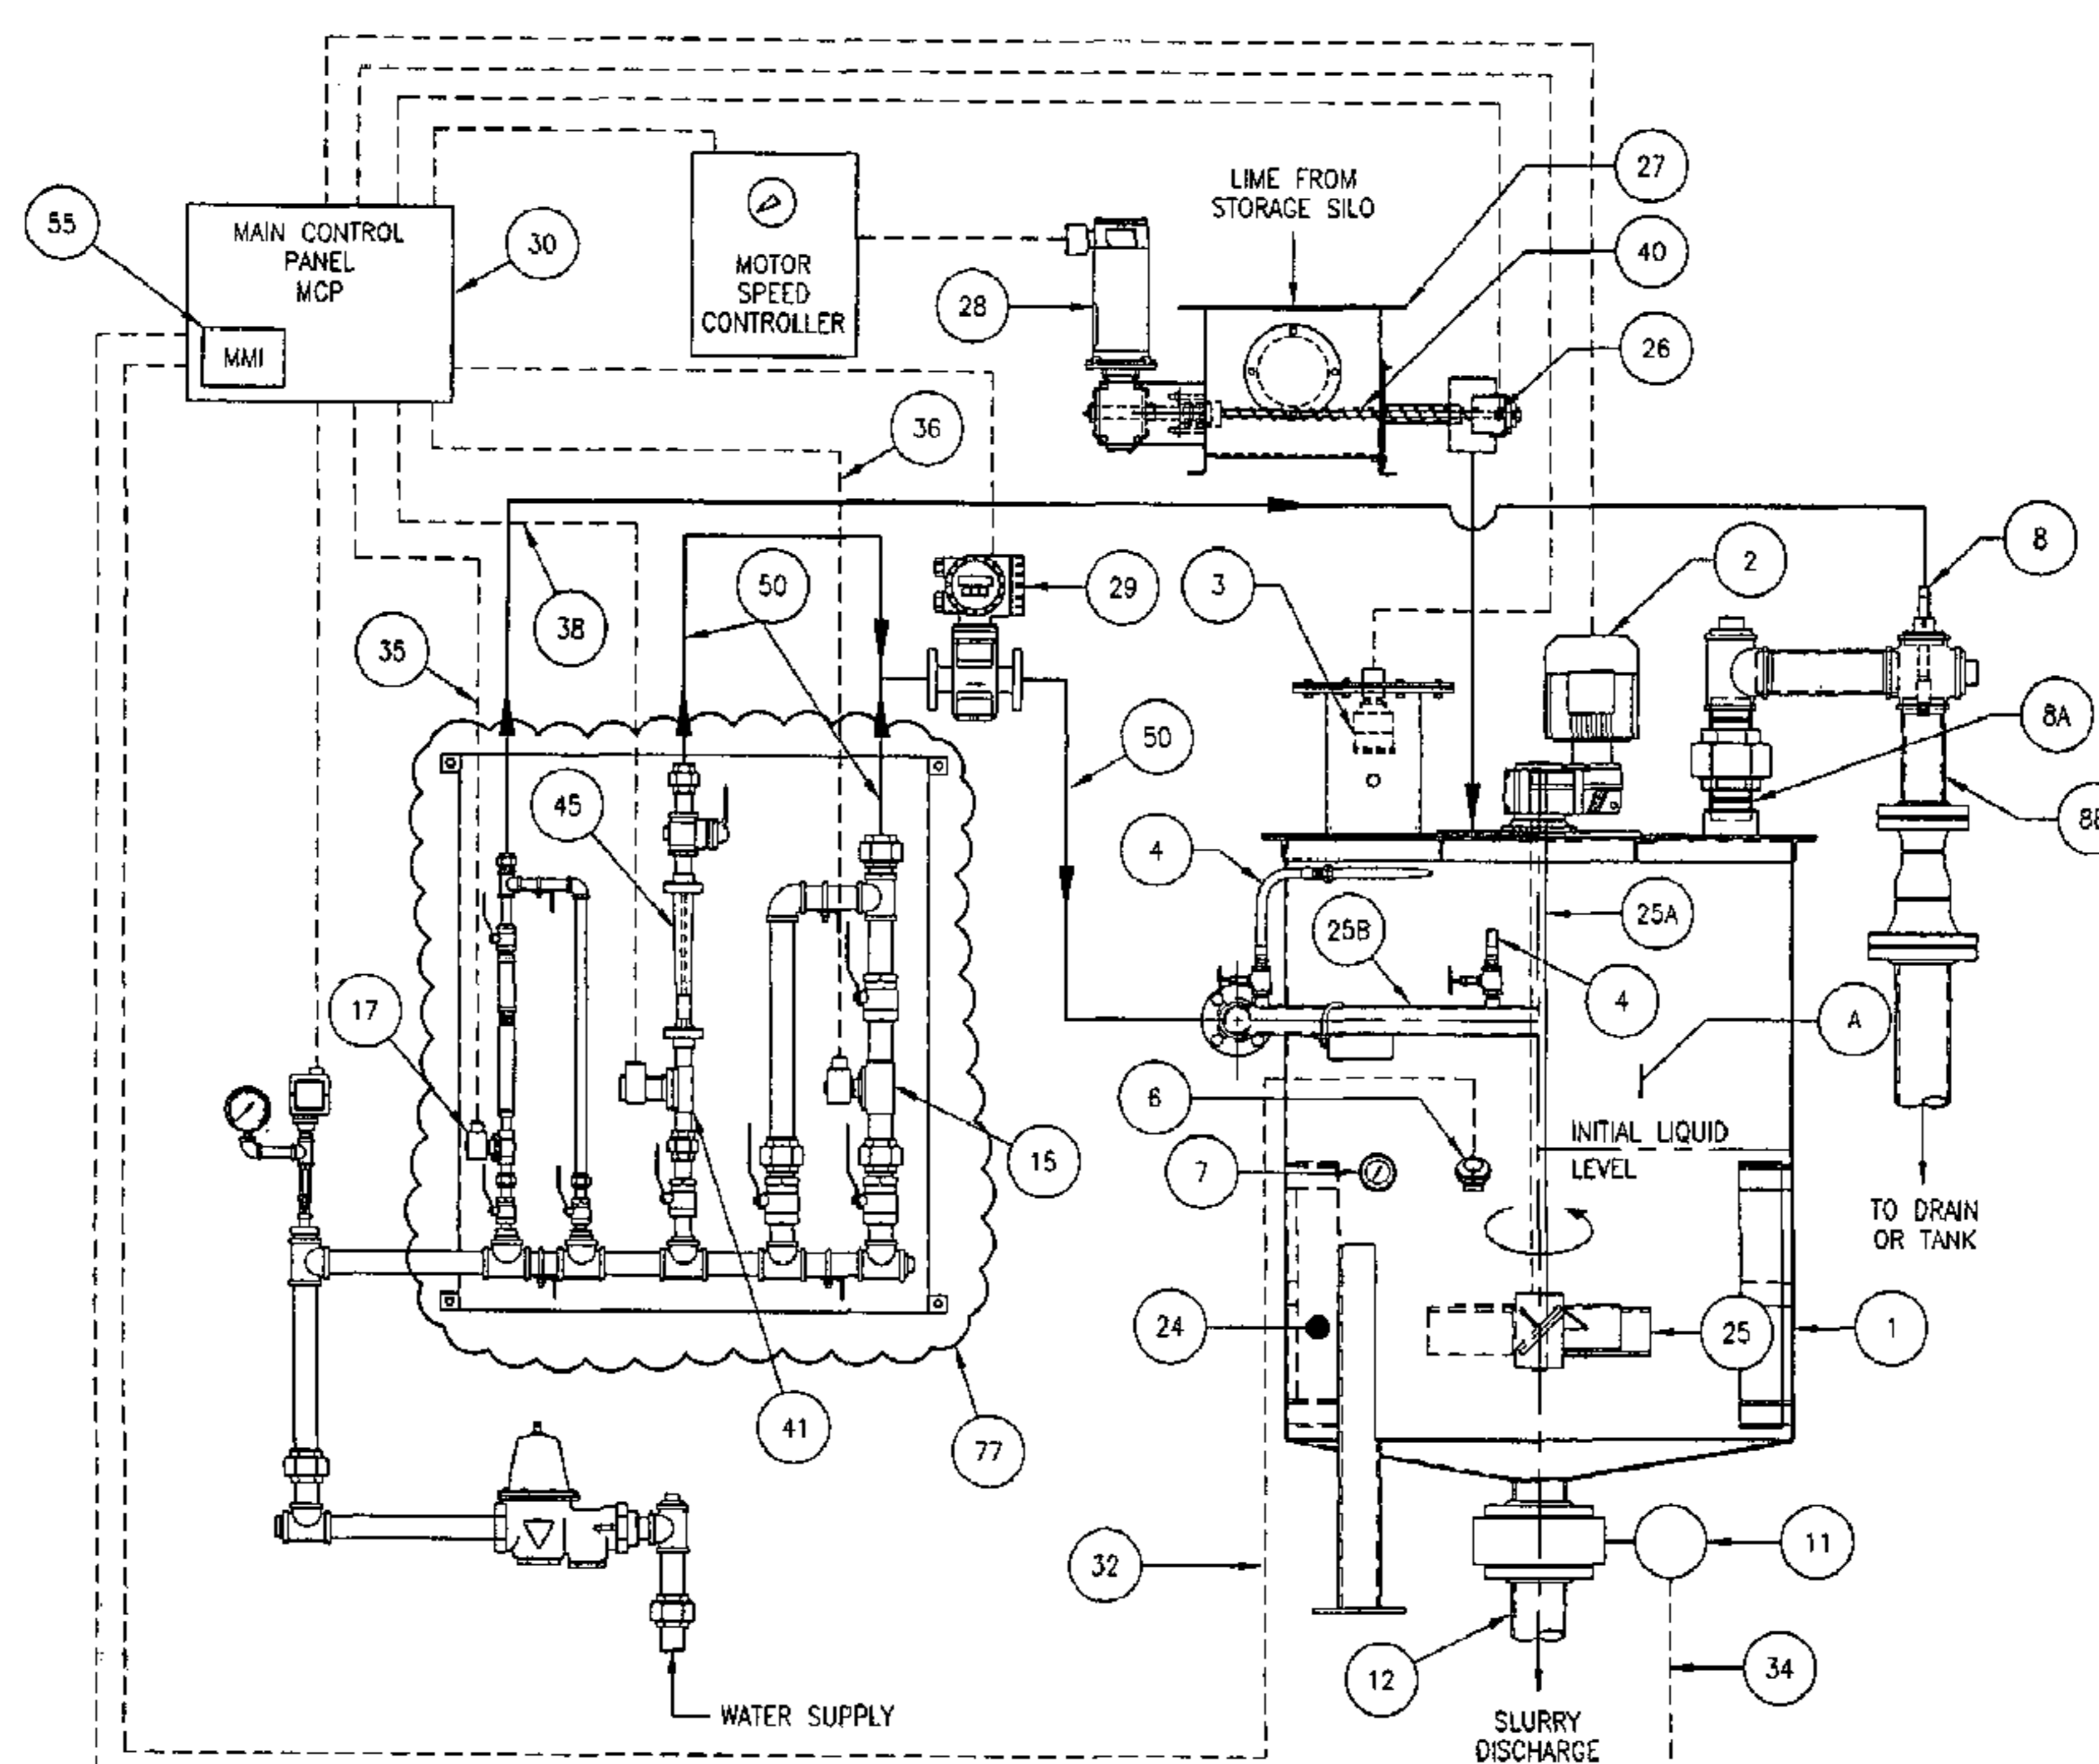 55
MAIN CONTROL
PANEL
MCP
MMI
30
MOTOR
SPEED
CONTROLLER
28
LIME FROM
STORAGE SILO
27
40
26
36
38
35
50
29
3
2
8
8A
50
45
4
25A
25B
4
8B
17
A
6
15
7
INITIAL LIQUID
LEVEL
TO DRAIN
OR TANK
24
25
1
41
77
32
11
12
34
WATER SUPPLY
SLURRY
DISCHARGE